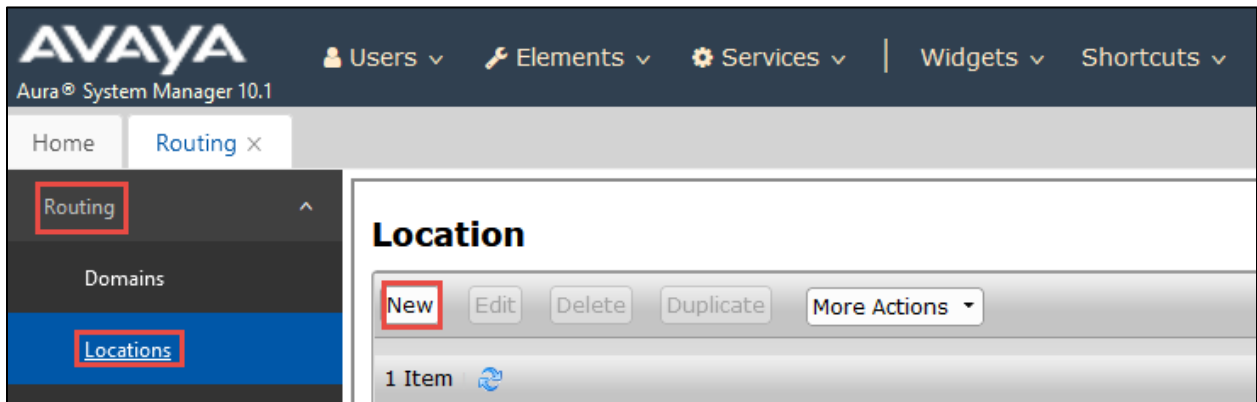 AVAYA
Aura® System Manager 10.1
Users
Elements
Services
Widgets
Shortcuts
Home
Routing
Routing
Domains
Locations
Location
New
Edit
Delete
Duplicate
More Actions
1 Item